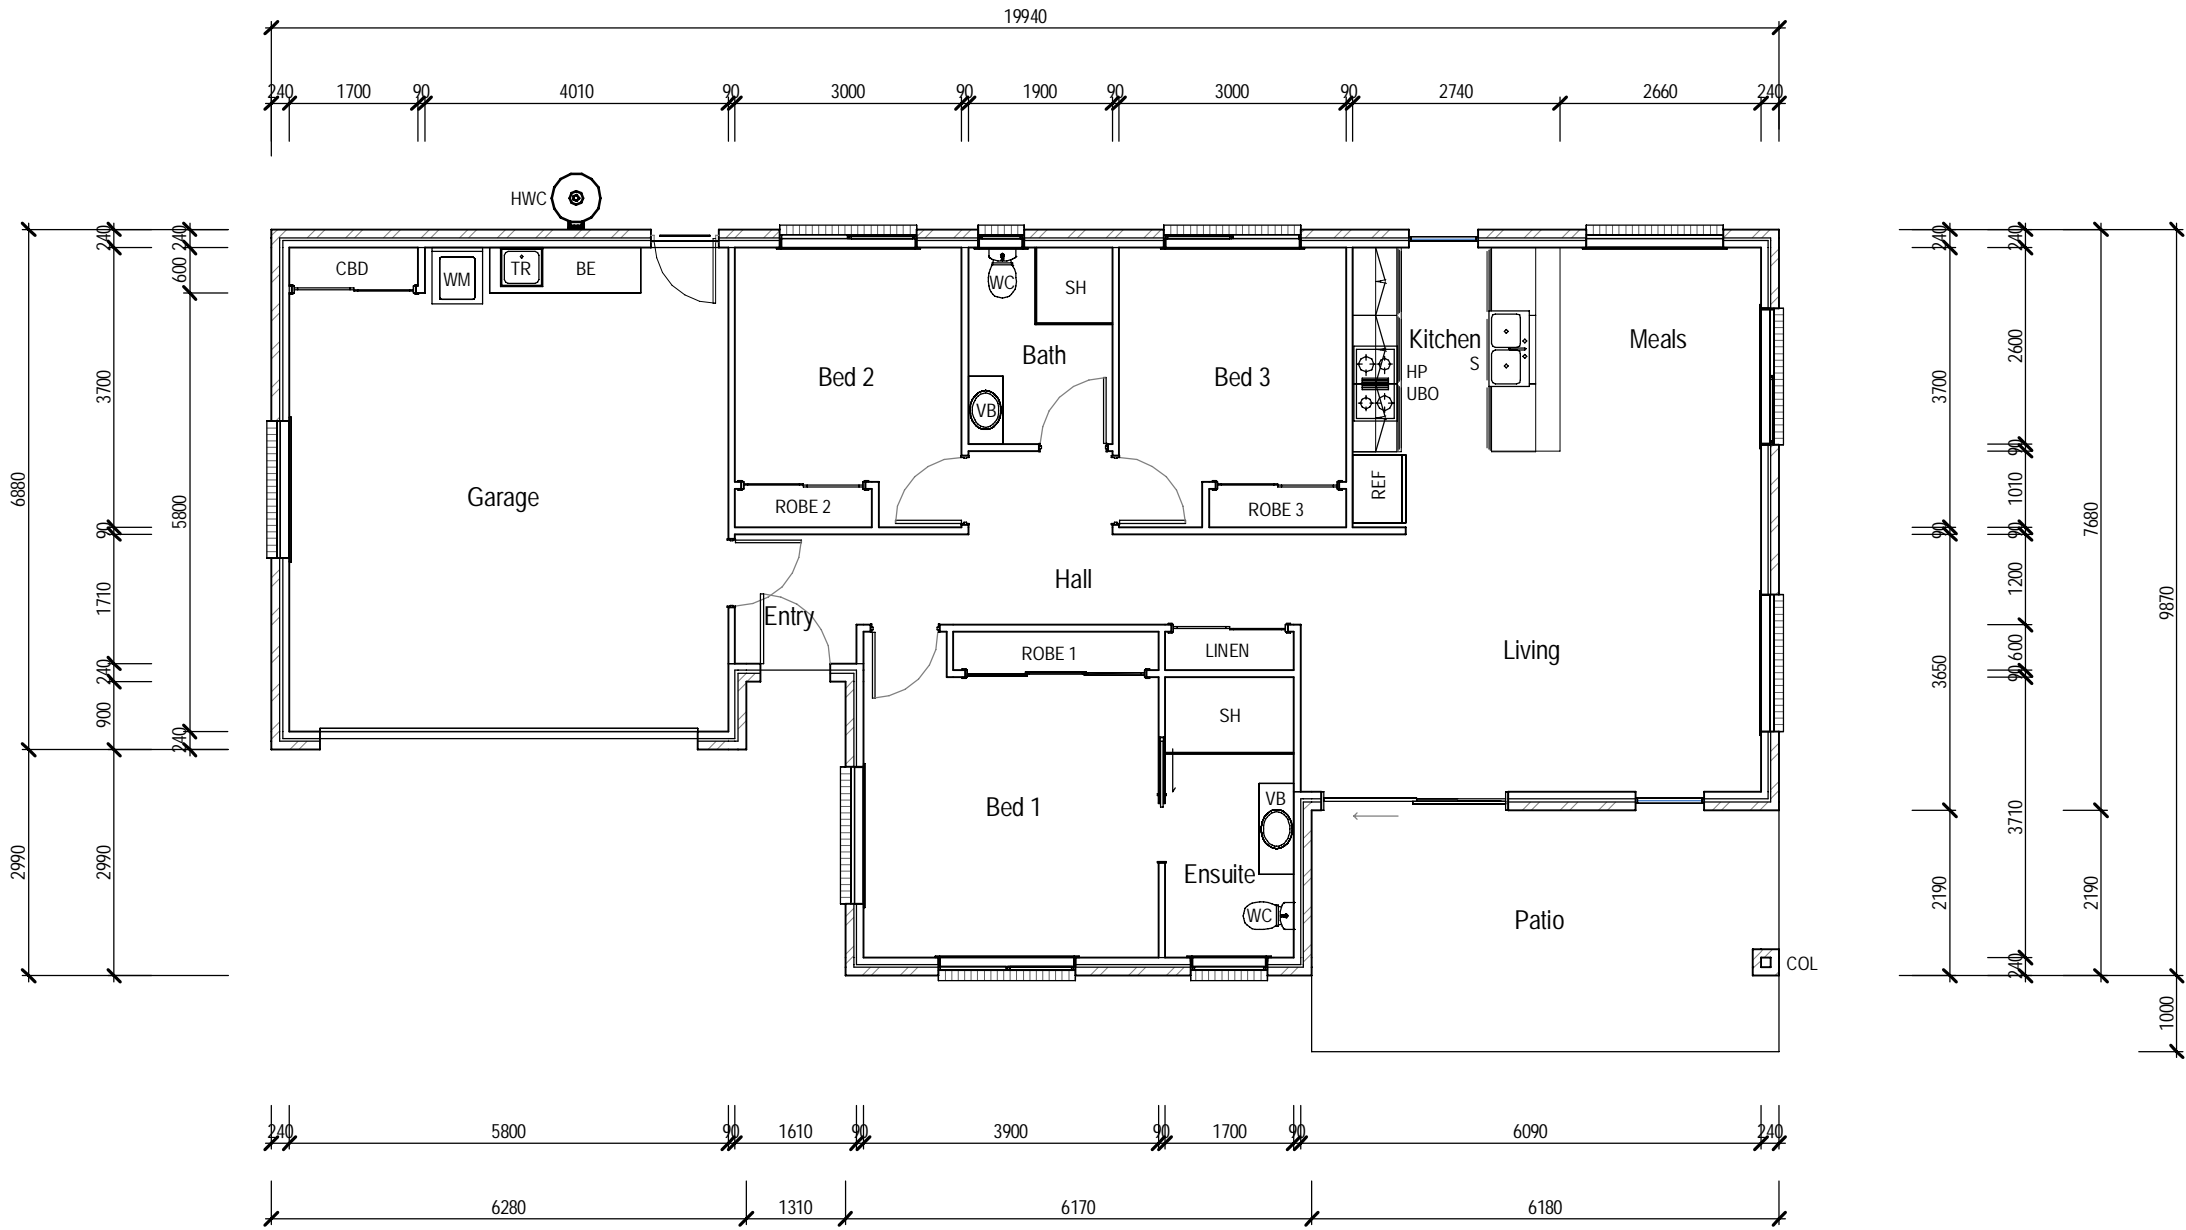 19940
240 1700 90 4010 90 3000 90 1900 90 3000 90 2740 2660 240
HWC
CBD
WM
TR
BE
WC
SH
Bath
VB
Bed 2
Bed 3
Kitchen
S
HP
UBO
Meals
REF
Garage
ROBE 2
ROBE 3
Hall
Entry
ROBE 1
LINEN
Living
SH
Bed 1
VB
Ensuite
WC
Patio
COL
6880
2990
240
3700
90
1710
240
900
2990
240
600
5800
240
240
3700
90
3650
2190
240
2600
90
1010
90
1200
600
90
3710
240
7680
2190
9870
1000
240 5800 90 1610 90 3900 90 1700 90 6090 240
6280 1310 6170 6180